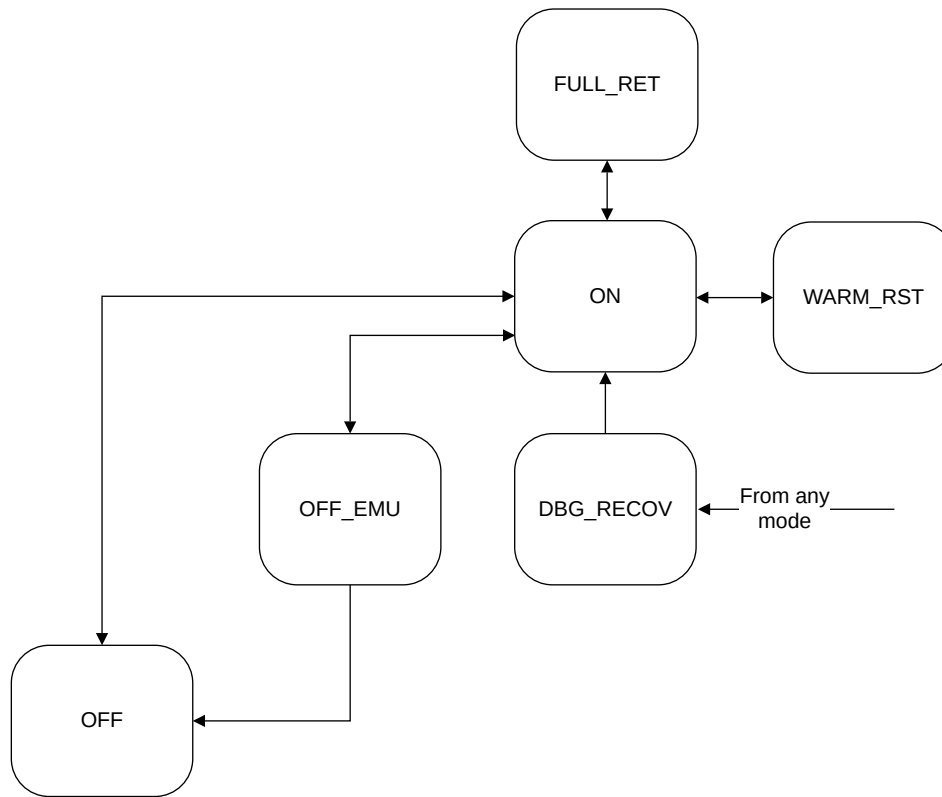 FULL_RET
ON
WARM_RST
OFF_EMU
DBG_RECOV
From any
mode
OFF